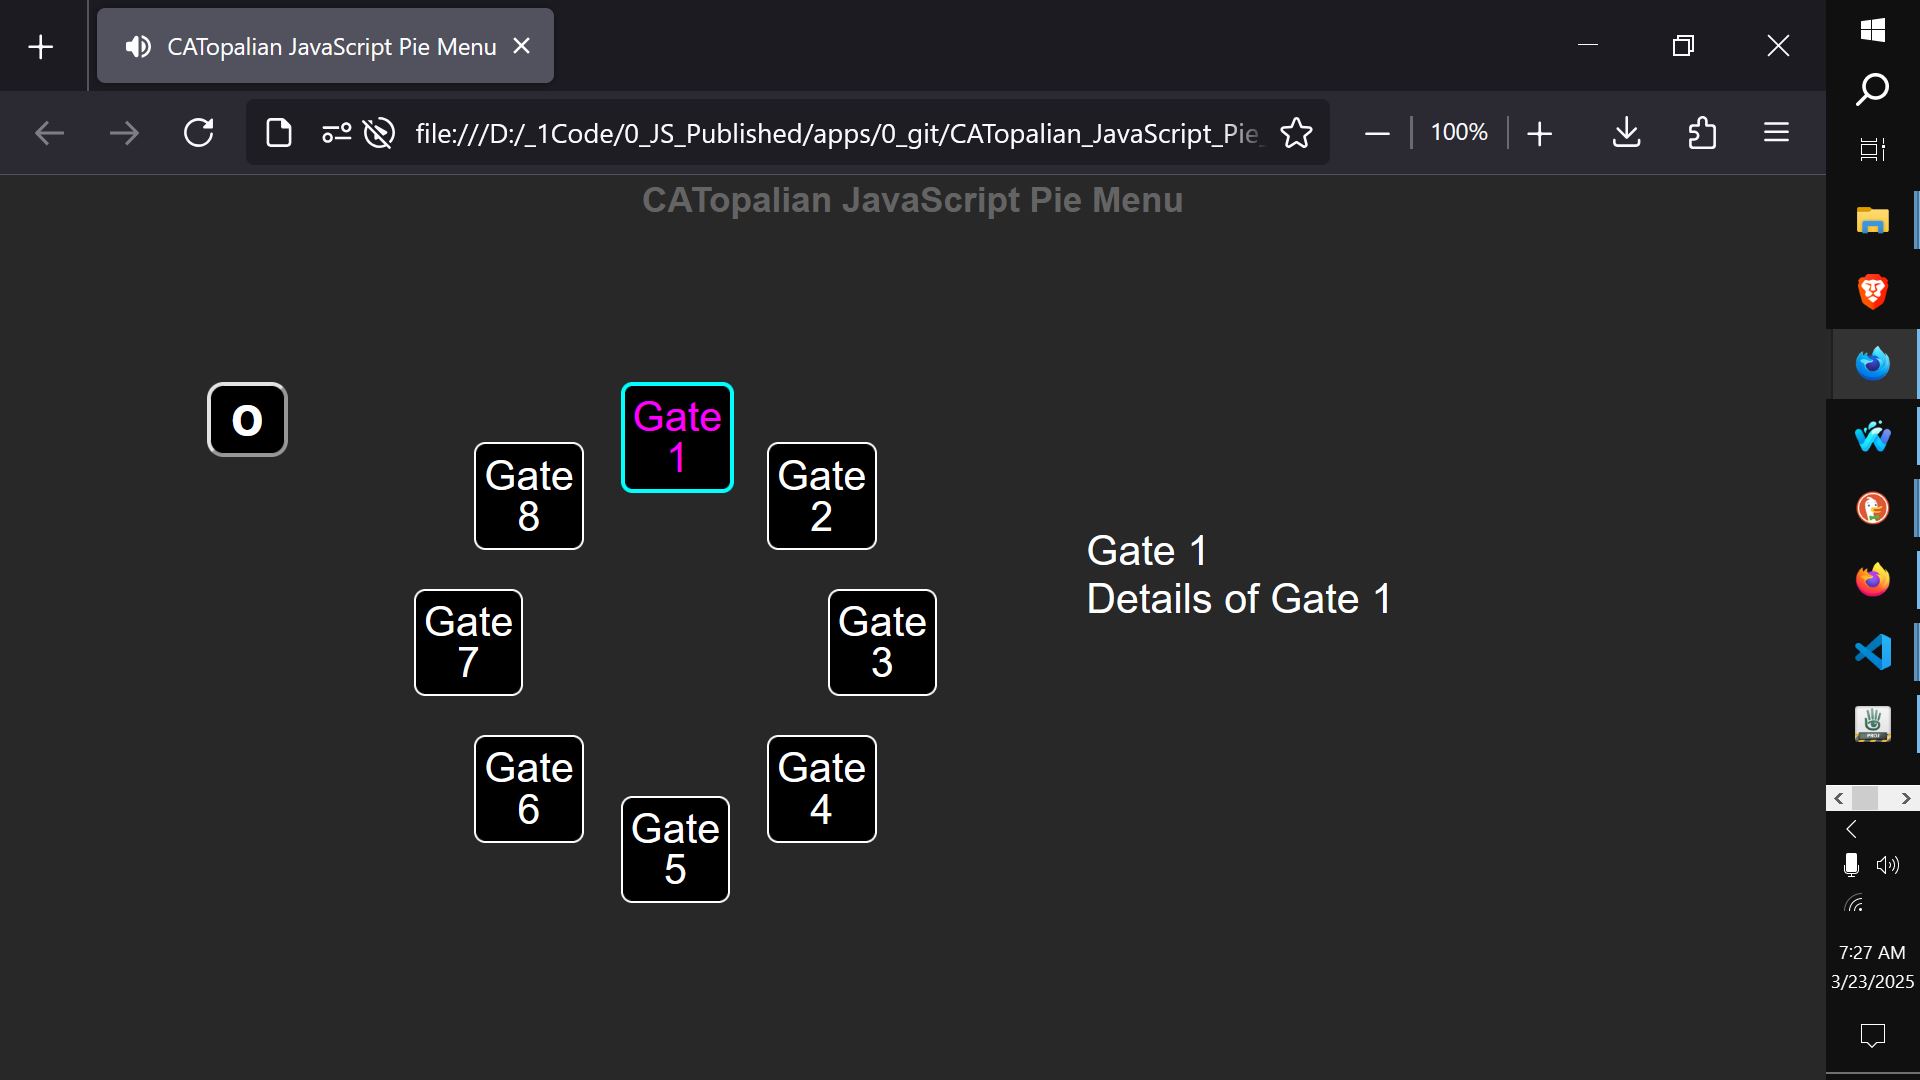 CATopalian JavaScript Pie Menu
file:///D:/_1Code/0_JS_Published/apps/0_git/CATopalian_JavaScript_Pie_
100%
CATopalian JavaScript Pie Menu
o
Gate
1
Gate
8
Gate
2
Gate 1
Details of Gate 1
Gate
7
Gate
3
Gate
6
Gate
4
Gate
5
PROJ
7:27 AM
3/23/2025